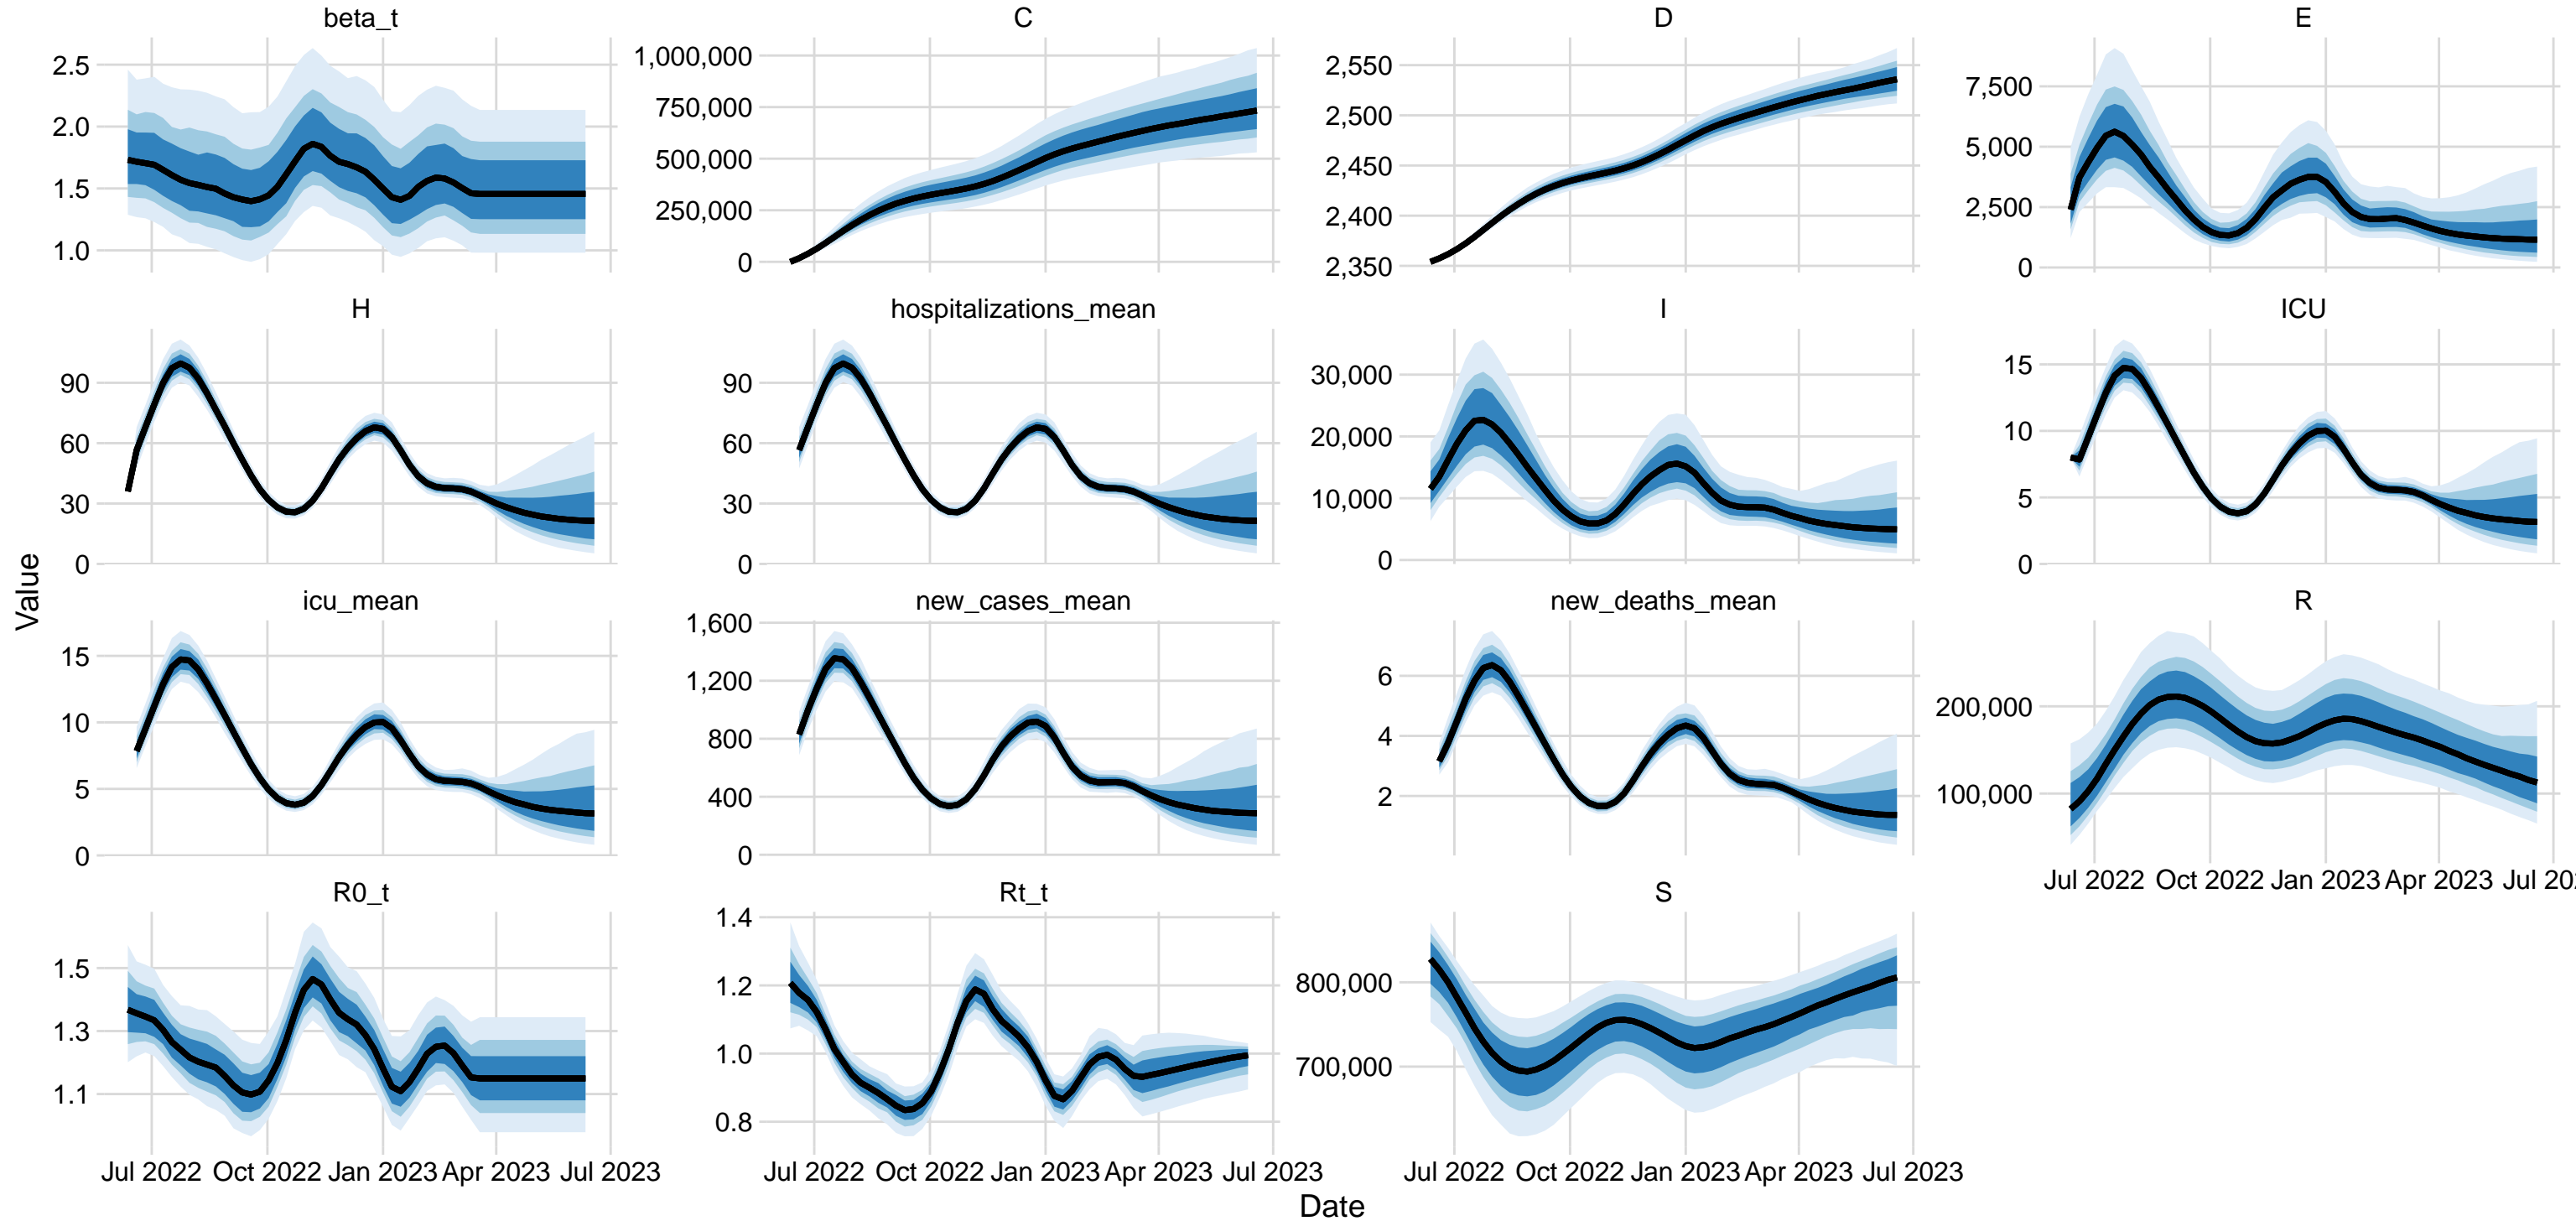 beta_t
C
D
E
2.5
2.0
1.5
1.0
1,000,000
750,000
500,000
250,000
0
2,550
2,500
2,450
2,400
2,350
7,500
5,000
2,500
0
H
hospitalizations_mean
I
ICU
90
60
30
0
90
60
30
0
30,000
20,000
10,000
0
15
10
5
0
Value
icu_mean
new_cases_mean
new_deaths_mean
R
15
10
5
0
1,600
1,200
800
400
0
6
4
2
200,000
100,000
Jul 2022 Oct 2022 Jan 2023 Apr 2023 Jul
R0_t
Rt_t
S
1.5
1.3
1.1
1.4
1.2
1.0
0.8
800,000
700,000
Jul 2022 Oct 2022 Jan 2023 Apr 2023 Jul 2023
Jul 2022 Oct 2022 Jan 2023 Apr 2023 Jul 2023
Jul 2022 Oct 2022 Jan 2023 Apr 2023 Jul 2023
Date